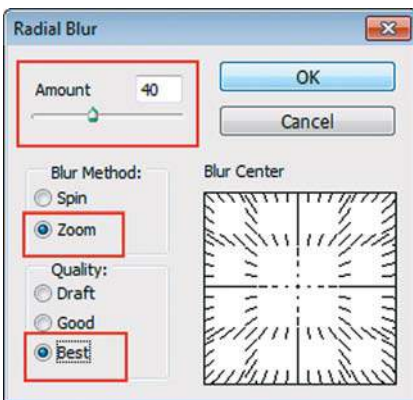 Radial Blur
Amount 40
OK
Cancel
Blur Method:
Spin
Zoom
Quality:
Draft
Good
Best
Blur Center